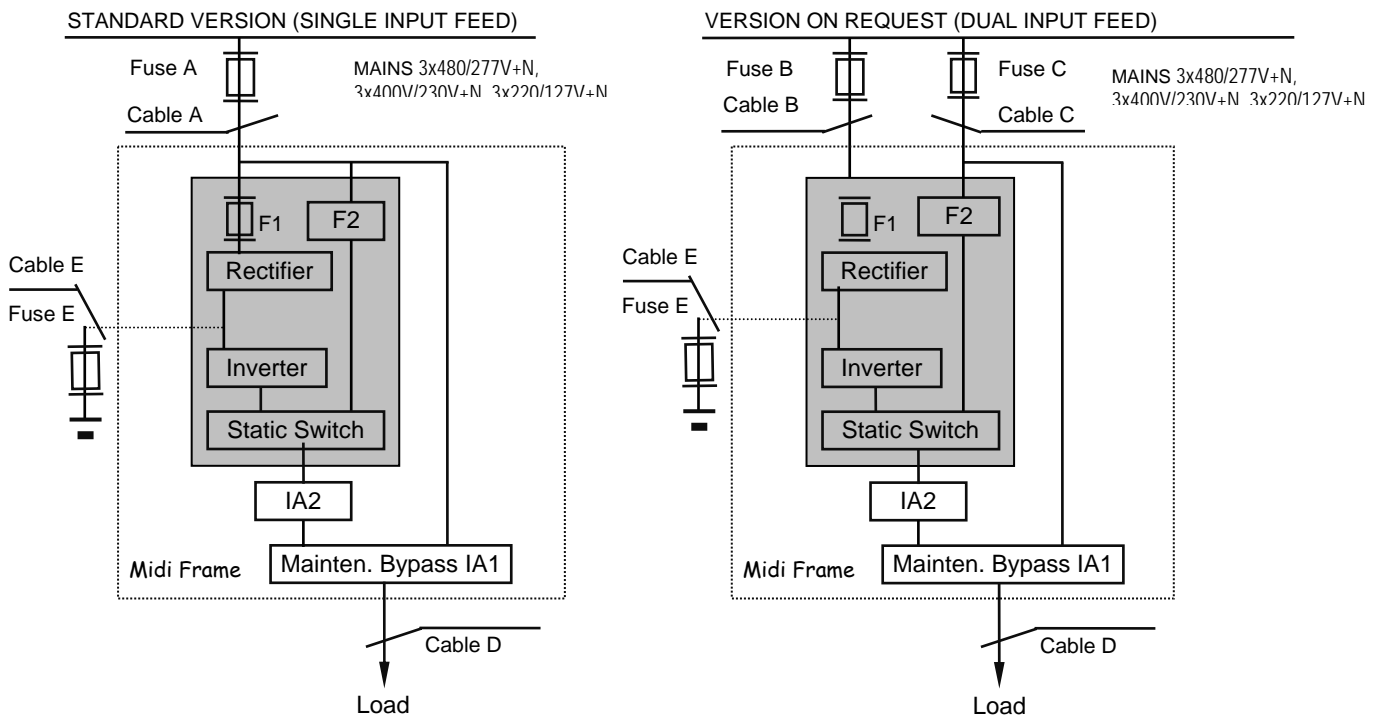 STANDARD VERSION (SINGLE INPUT FEED)
Fuse A
MAINS 3x480/277V+N,
3x400V/230V+N, 3x220/127V+N
Cable A
F1
F2
Rectifier
Cable E
Fuse E
Inverter
Static Switch
IA2
Mainten. Bypass IA1
Midi Frame
Cable D
Load
VERSION ON REQUEST (DUAL INPUT FEED)
Fuse B
Fuse C
MAINS 3x480/277V+N,
3x400V/230V+N, 3x220/127V+N
Cable B
Cable C
F1
F2
Rectifier
Cable E
Fuse E
Inverter
Static Switch
IA2
Mainten. Bypass IA1
Midi Frame
Cable D
Load